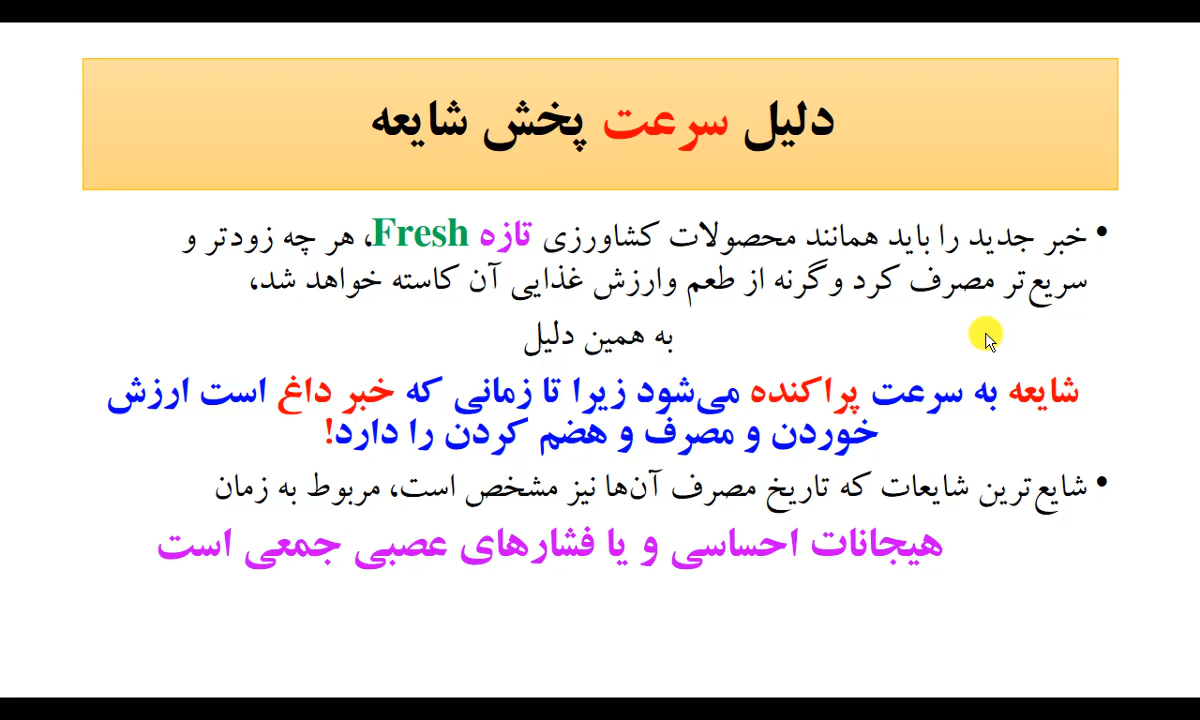 دلیل سرعت پخش شایعه
• خبر جدید را باید همانند محصولات کشاورزی تازه Fresh، هر چه زودتر و
سریع‌تر مصرف کرد وگرنه از طعم وارزش غذایی آن کاسته خواهد شد،
به همین دلیل
شایعه به سرعت پراکنده می‌شود زیرا تا زمانی که خبر داغ است ارزش
خوردن و مصرف و هضم کردن را دارد!
• شایع‌ترین شایعات که تاریخ مصرف آن‌ها نیز مشخص است، مربوط به زمان
هیجانات احساسی و یا فشارهای عصبی جمعی است